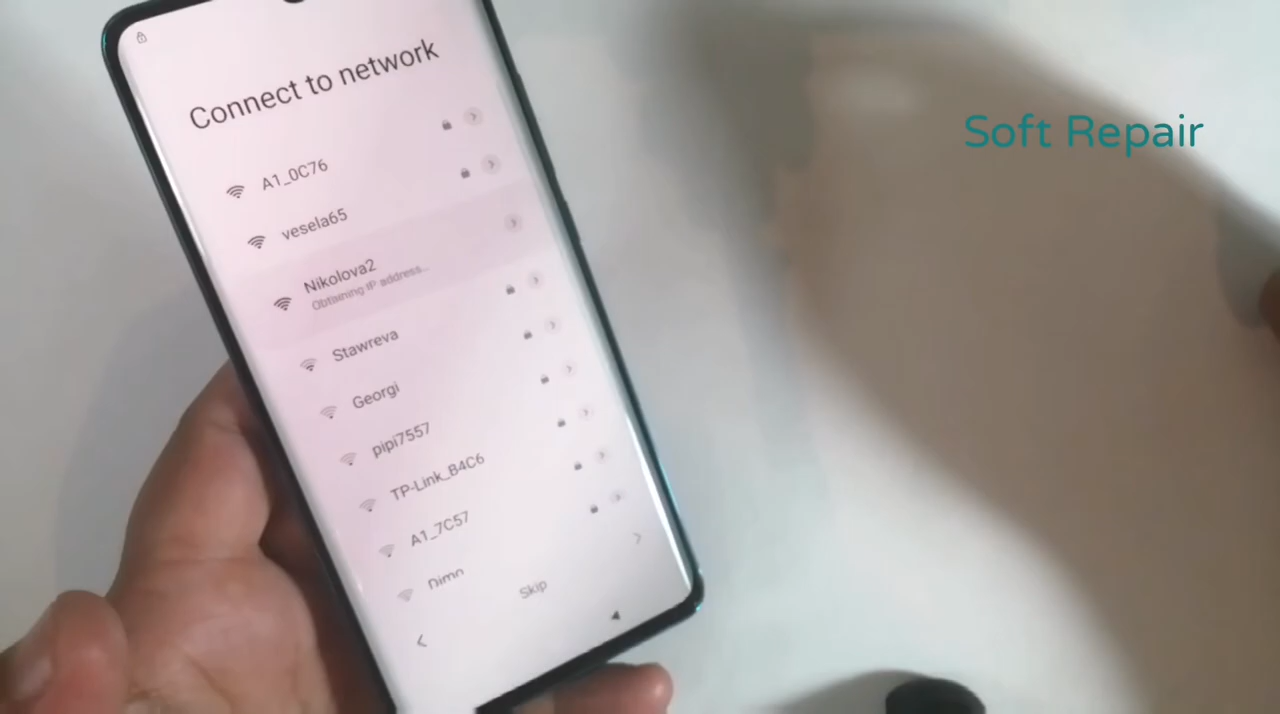 Connect to network
Soft Repair
A1_0C76
vesela65
Nikolova2
Obtaining IP address...
Stawreva
Georgi
pipi7557
TP-Link_B4C6
A1_7C57
Dimo
Skip